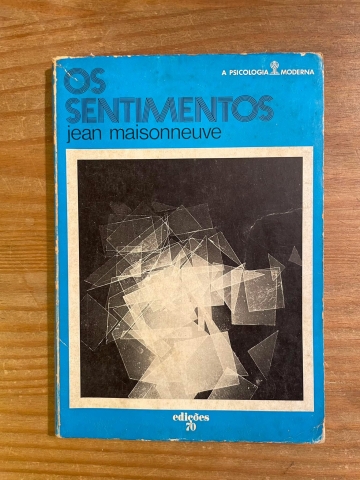 A PSICOLOGIA MODERNA
OS
SENTIMENTOS
jean maisonneuve
edições
70